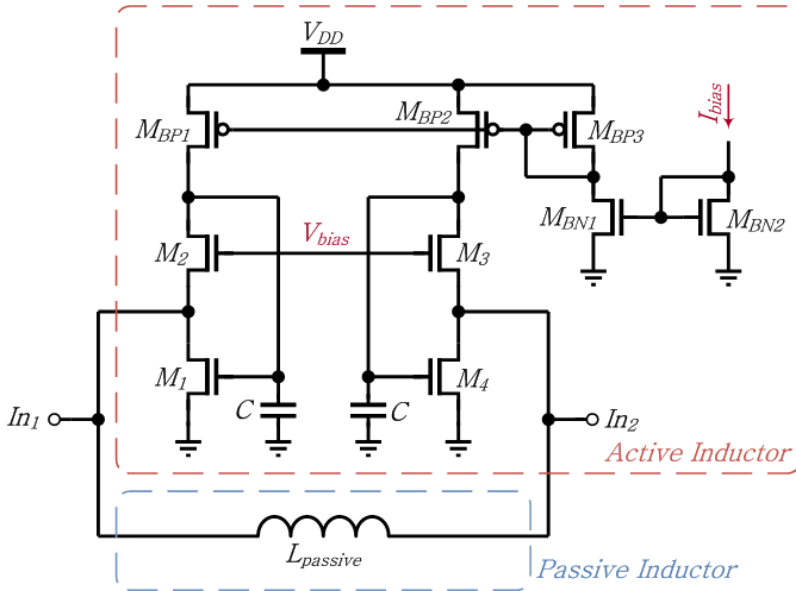 V_DD
M_BP1
M_BP2
M_BP3
I_bias
M_BN1
M_BN2
M_2
V_bias
M_3
M_1
C
C
M_4
In_1
In_2
Active Inductor
L_passive
Passive Inductor